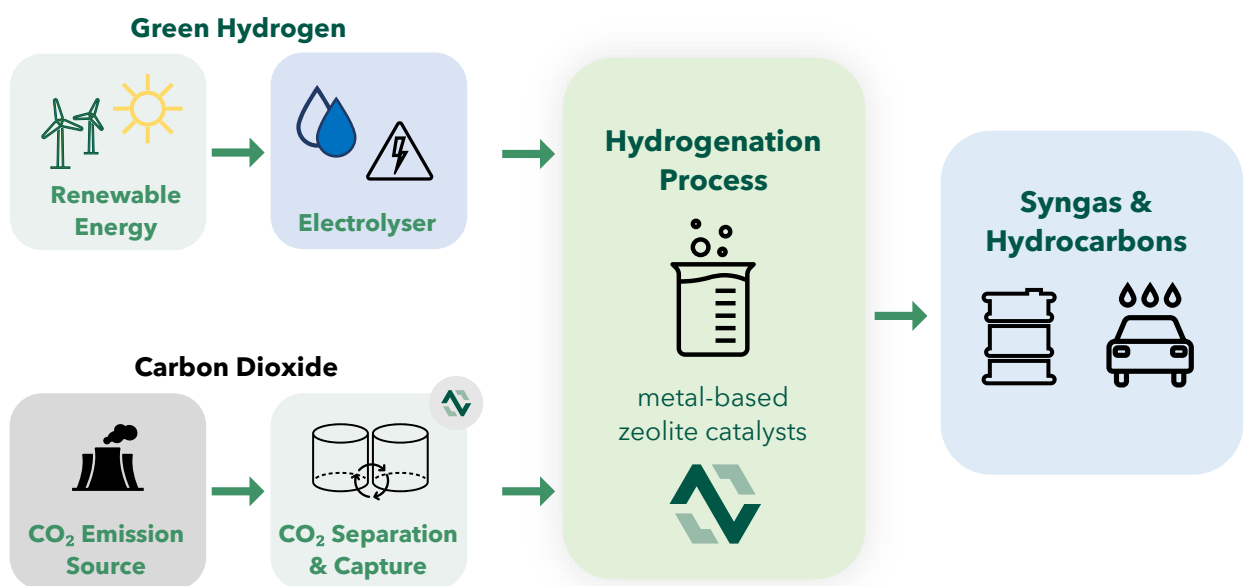 Green Hydrogen
Renewable
Energy
Electrolyser
Carbon Dioxide
CO₂ Emission
Source
CO₂ Separation
& Capture
Hydrogenation
Process
metal-based
zeolite catalysts
Syngas &
Hydrocarbons